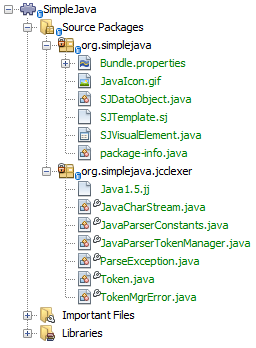 SimpleJava
Source Packages
org.simplejava
Bundle.properties
JavaIcon.gif
SJDataObject.java
SJTemplate.sj
SJVisualElement.java
package-info.java
org.simplejava.jcclexer
Java1.5.jj
JavaCharStream.java
JavaParserConstants.java
JavaParserTokenManager.java
ParseException.java
Token.java
TokenMgrError.java
Important Files
Libraries